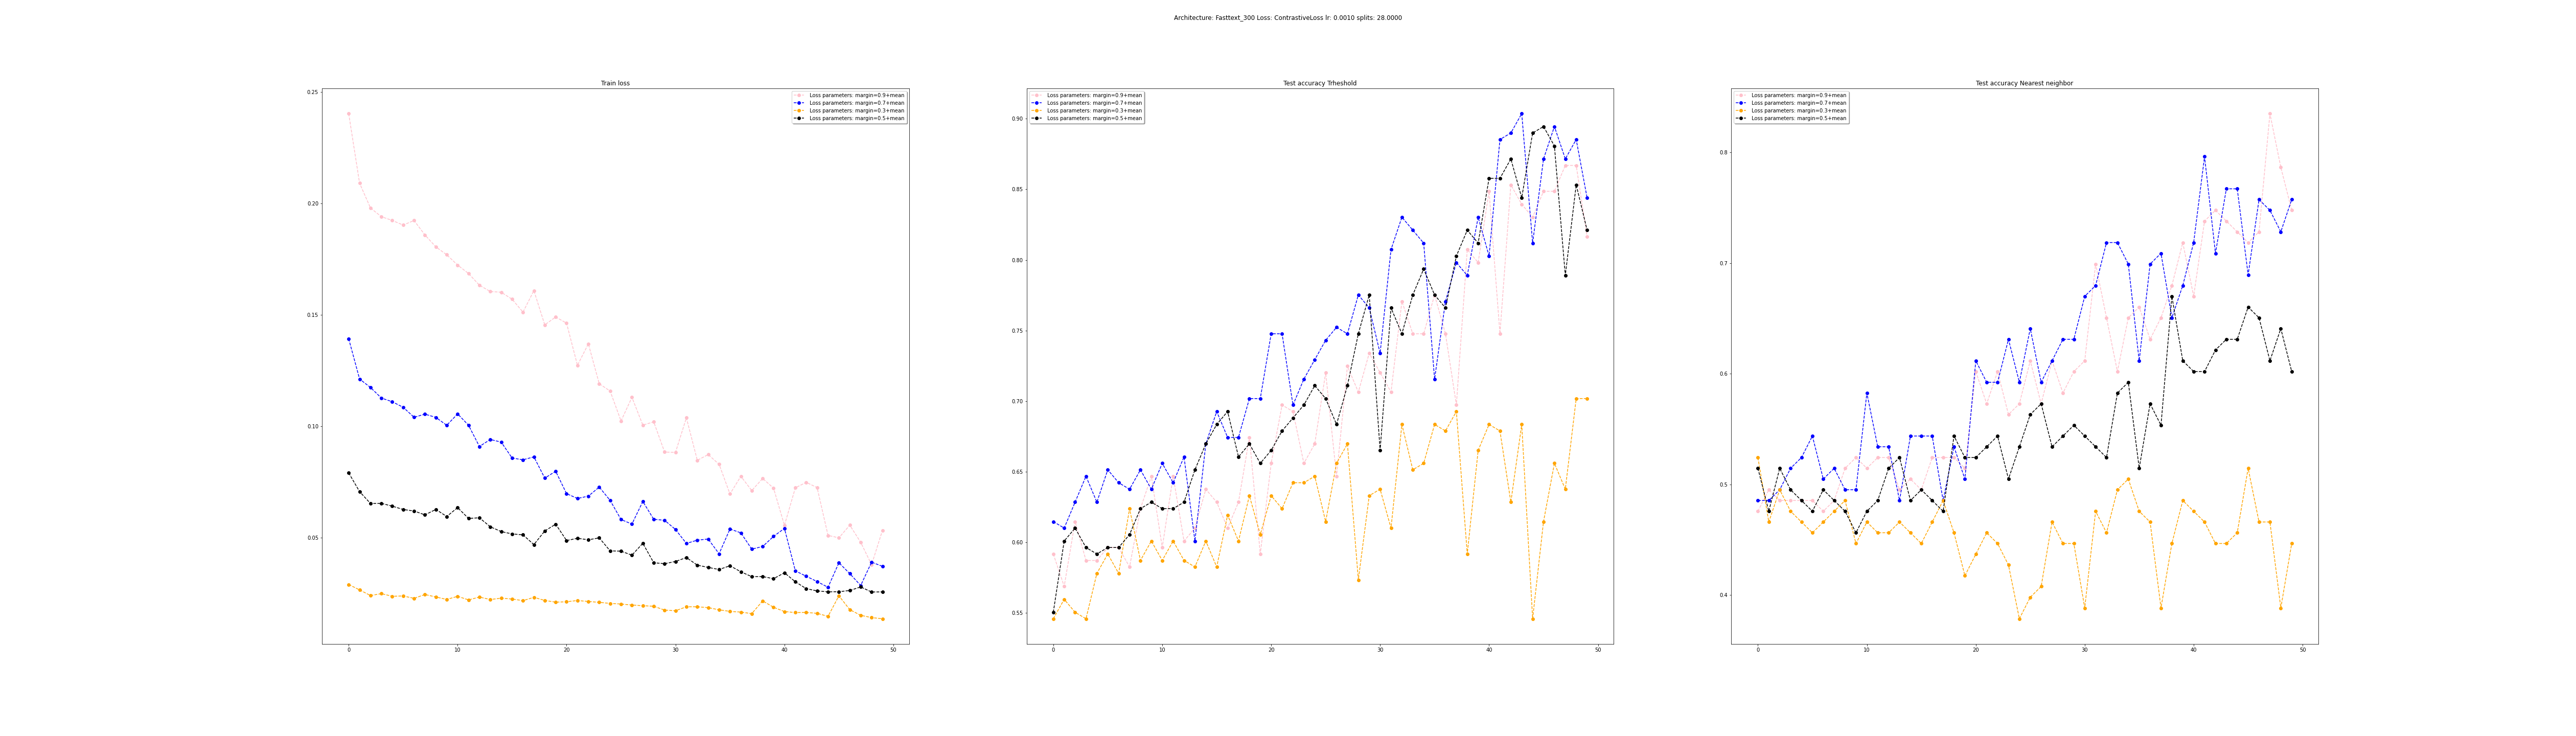 Architecture: Fasttext_300 Loss: ContrastiveLoss lr: 0.0010 splits: 28.0000
Train loss
Loss parameters: margin=0.9+mean
Loss parameters: margin=0.7+mean
Loss parameters: margin=0.3+mean
Loss parameters: margin=0.5+mean
0.25
0.20
0.15
0.10
0.05
0 10 20 30 40 50
Test accuracy Trheshold
Loss parameters: margin=0.9+mean
Loss parameters: margin=0.7+mean
Loss parameters: margin=0.3+mean
Loss parameters: margin=0.5+mean
0.90
0.85
0.80
0.75
0.70
0.65
0.60
0.55
0 10 20 30 40 50
Test accuracy Nearest neighbor
Loss parameters: margin=0.9+mean
Loss parameters: margin=0.7+mean
Loss parameters: margin=0.3+mean
Loss parameters: margin=0.5+mean
0.8
0.7
0.6
0.5
0.4
0 10 20 30 40 50